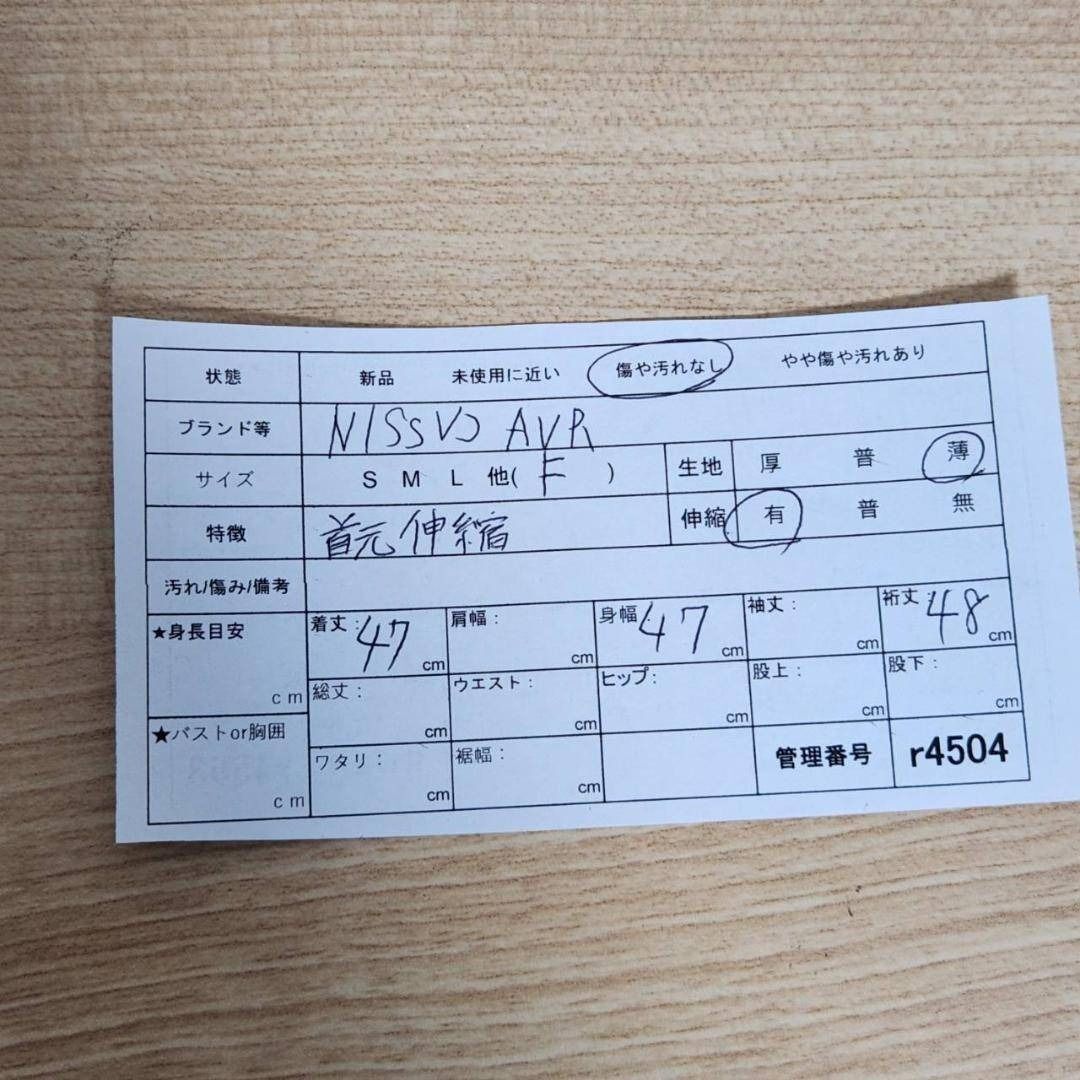 状態 新品 未使用に近い 傷や汚れなし やや傷や汚れあり
ブランド等 NISSVO AVR
サイズ S M L 他( F ) 生地 厚 普 薄
特徴 首元伸縮 伸縮 有 普 無
汚れ/傷み/備考
★身長目安 cm 着丈: 47 cm 肩幅: cm 身幅: 47 cm 袖丈: cm 裄丈: 48 cm
総丈: cm ウエスト: cm ヒップ: cm 股上: cm 股下: cm
★バストor胸囲 cm ワタリ: cm 裾幅: cm 管理番号 r4504